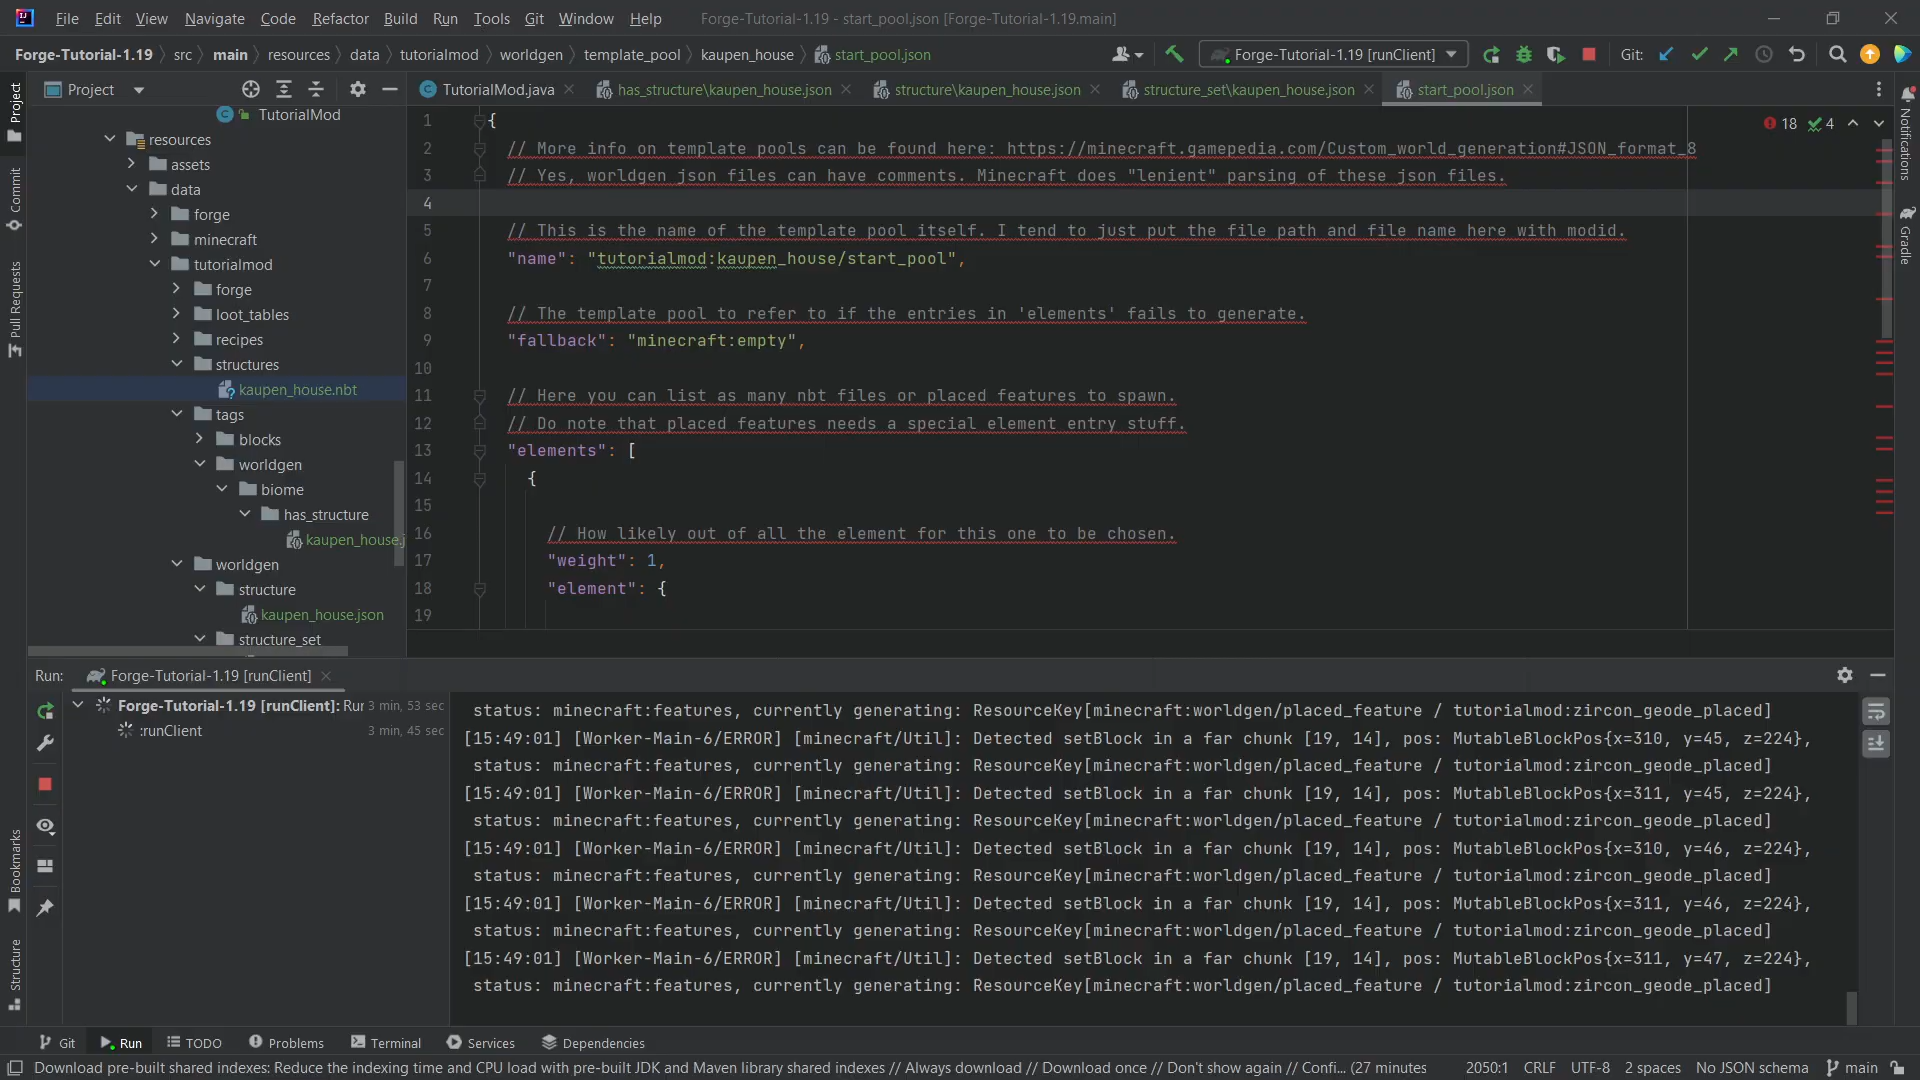 File Edit View Navigate Code Refactor Build Run Tools Git Window Help Forge-Tutorial-1.19 - start_pool.json [Forge-Tutorial-1.19.main]
Forge-Tutorial-1.19 src main resources data tutorialmod worldgen template_pool kaupen_house start_pool.json Forge-Tutorial-1.19 [runClient] Git:
Project TutorialMod.java has_structure\kaupen_house.json structure\kaupen_house.json structure_set\kaupen_house.json start_pool.json
Project
Commit
Pull Requests
Bookmarks
Structure
Notifications
Gradle
TutorialMod
resources
assets
data
forge
minecraft
tutorialmod
forge
loot_tables
recipes
structures
kaupen_house.nbt
tags
blocks
worldgen
biome
has_structure
kaupen_house.j
worldgen
structure
kaupen_house.json
structure_set
18 4
1 {
2 // More info on template pools can be found here: https://minecraft.gamepedia.com/Custom_world_generation#JSON_format_8
3 // Yes, worldgen json files can have comments. Minecraft does "lenient" parsing of these json files.
4
5 // This is the name of the template pool itself. I tend to just put the file path and file name here with modid.
6 "name": "tutorialmod:kaupen_house/start_pool",
7
8 // The template pool to refer to if the entries in 'elements' fails to generate.
9 "fallback": "minecraft:empty",
10
11 // Here you can list as many nbt files or placed features to spawn.
12 // Do note that placed features needs a special element entry stuff.
13 "elements": [
14 {
15
16 // How likely out of all the element for this one to be chosen.
17 "weight": 1,
18 "element": {
19
Run: Forge-Tutorial-1.19 [runClient]
Forge-Tutorial-1.19 [runClient]: Rur 3 min, 53 sec
:runClient 3 min, 45 sec
status: minecraft:features, currently generating: ResourceKey[minecraft:worldgen/placed_feature / tutorialmod:zircon_geode_placed]
[15:49:01] [Worker-Main-6/ERROR] [minecraft/Util]: Detected setBlock in a far chunk [19, 14], pos: MutableBlockPos{x=310, y=45, z=224},
status: minecraft:features, currently generating: ResourceKey[minecraft:worldgen/placed_feature / tutorialmod:zircon_geode_placed]
[15:49:01] [Worker-Main-6/ERROR] [minecraft/Util]: Detected setBlock in a far chunk [19, 14], pos: MutableBlockPos{x=311, y=45, z=224},
status: minecraft:features, currently generating: ResourceKey[minecraft:worldgen/placed_feature / tutorialmod:zircon_geode_placed]
[15:49:01] [Worker-Main-6/ERROR] [minecraft/Util]: Detected setBlock in a far chunk [19, 14], pos: MutableBlockPos{x=310, y=46, z=224},
status: minecraft:features, currently generating: ResourceKey[minecraft:worldgen/placed_feature / tutorialmod:zircon_geode_placed]
[15:49:01] [Worker-Main-6/ERROR] [minecraft/Util]: Detected setBlock in a far chunk [19, 14], pos: MutableBlockPos{x=311, y=46, z=224},
status: minecraft:features, currently generating: ResourceKey[minecraft:worldgen/placed_feature / tutorialmod:zircon_geode_placed]
[15:49:01] [Worker-Main-6/ERROR] [minecraft/Util]: Detected setBlock in a far chunk [19, 14], pos: MutableBlockPos{x=311, y=47, z=224},
status: minecraft:features, currently generating: ResourceKey[minecraft:worldgen/placed_feature / tutorialmod:zircon_geode_placed]
Git Run TODO Problems Terminal Services Dependencies
Download pre-built shared indexes: Reduce the indexing time and CPU load with pre-built JDK and Maven library shared indexes // Always download // Download once // Don't show again // Confi... (27 minutes 2050:1 CRLF UTF-8 2 spaces No JSON schema main